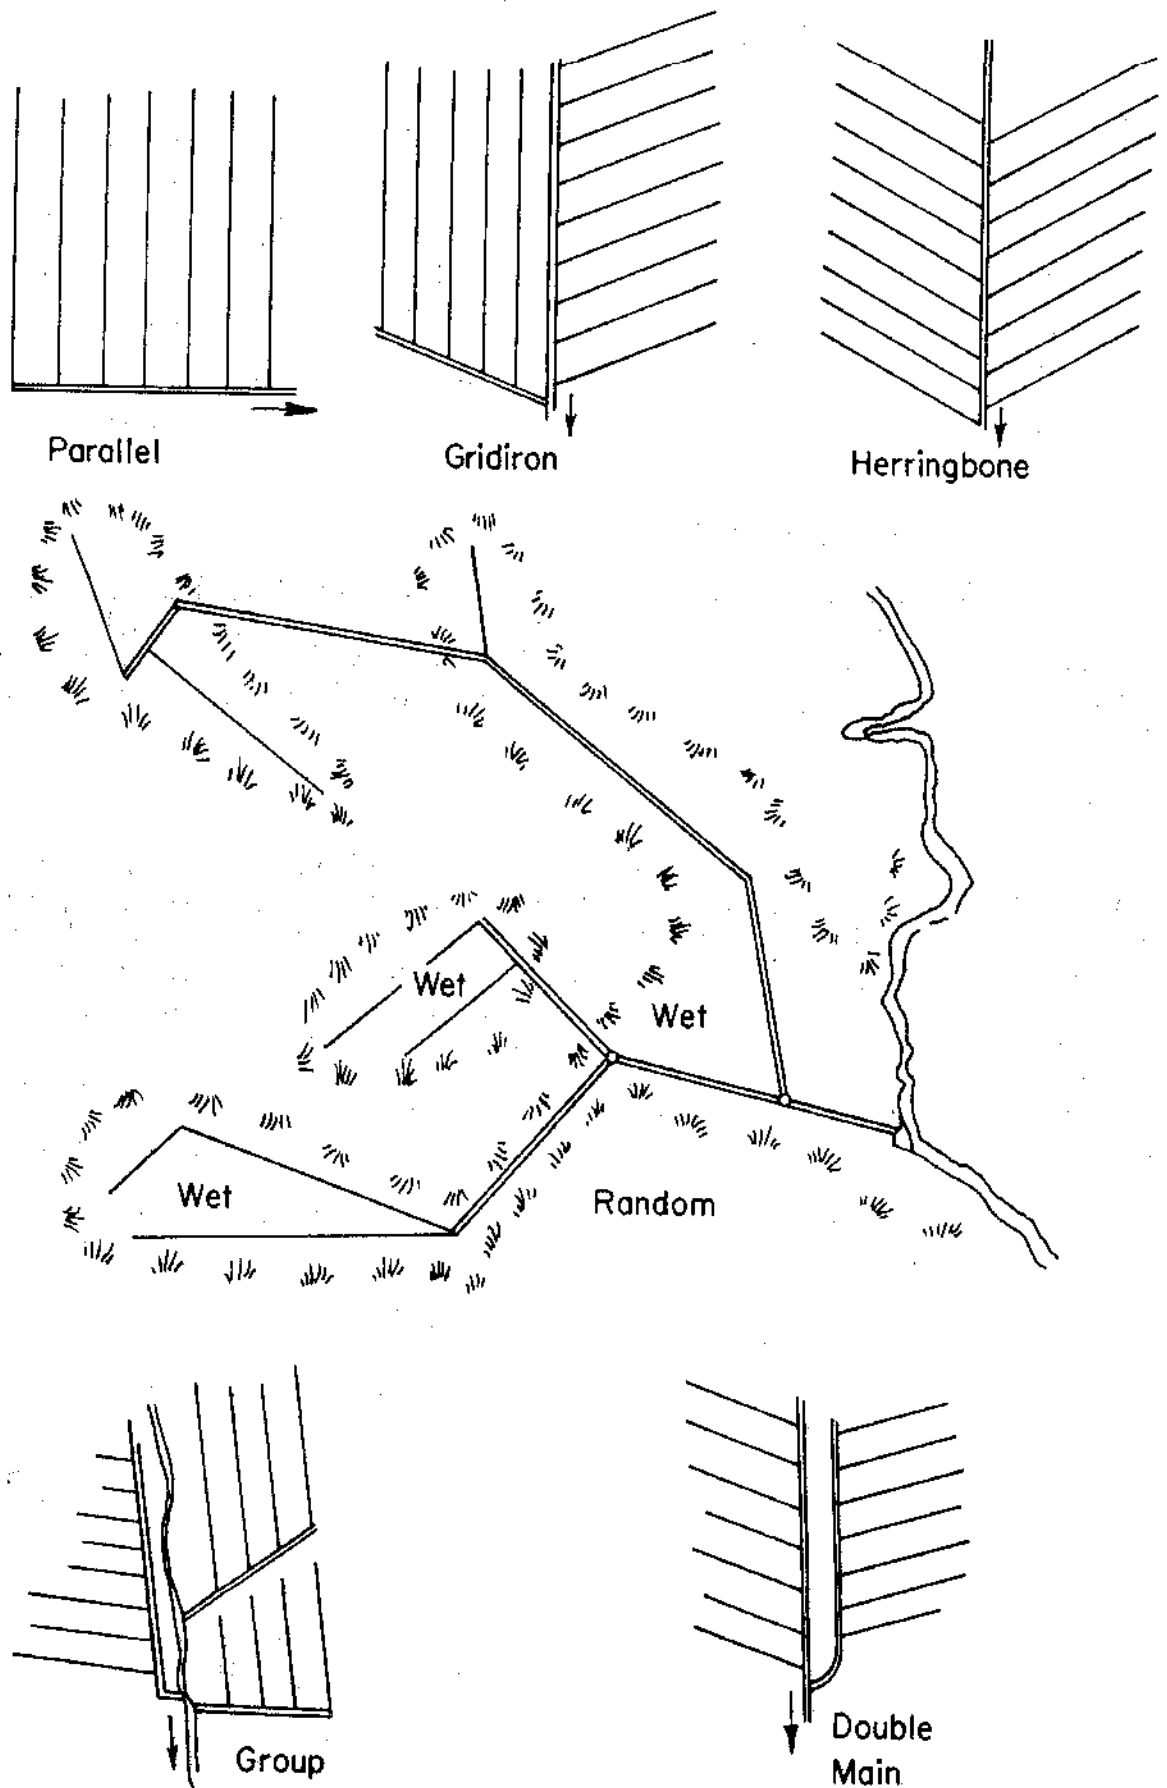 Parallel
Gridiron
Herringbone
Wet
Wet
Wet
Random
Group
Double
Main